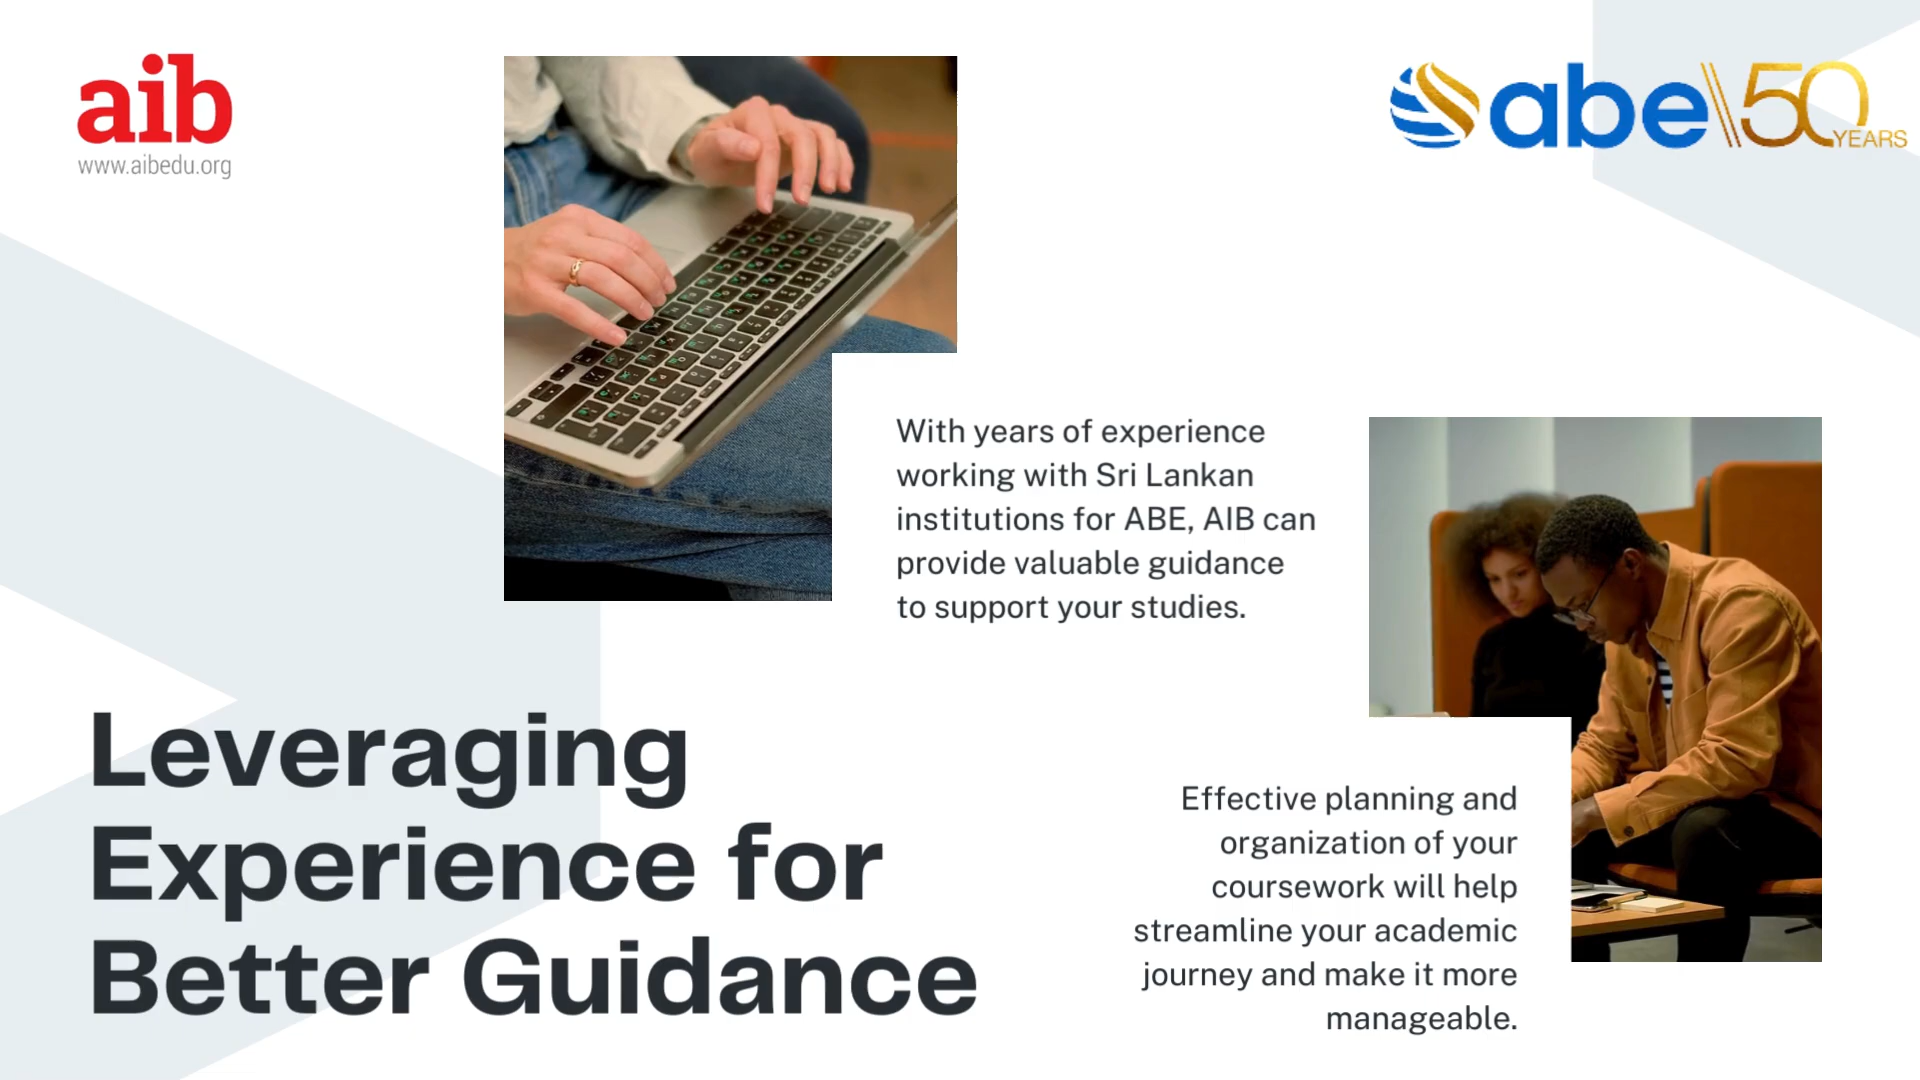 aib
www.aibedu.org
abe 50 YEARS
With years of experience
working with Sri Lankan
institutions for ABE, AIB can
provide valuable guidance
to support your studies.
Leveraging
Experience for
Better Guidance
Effective planning and
organization of your
coursework will help
streamline your academic
journey and make it more
manageable.